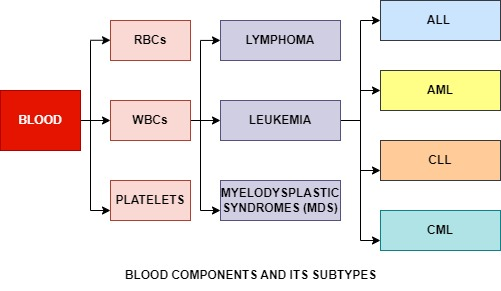 BLOOD
RBCs
WBCs
PLATELETS
LYMPHOMA
LEUKEMIA
MYELODYSPLASTIC
SYNDROMES (MDS)
ALL
AML
CLL
CML
BLOOD COMPONENTS AND ITS SUBTYPES